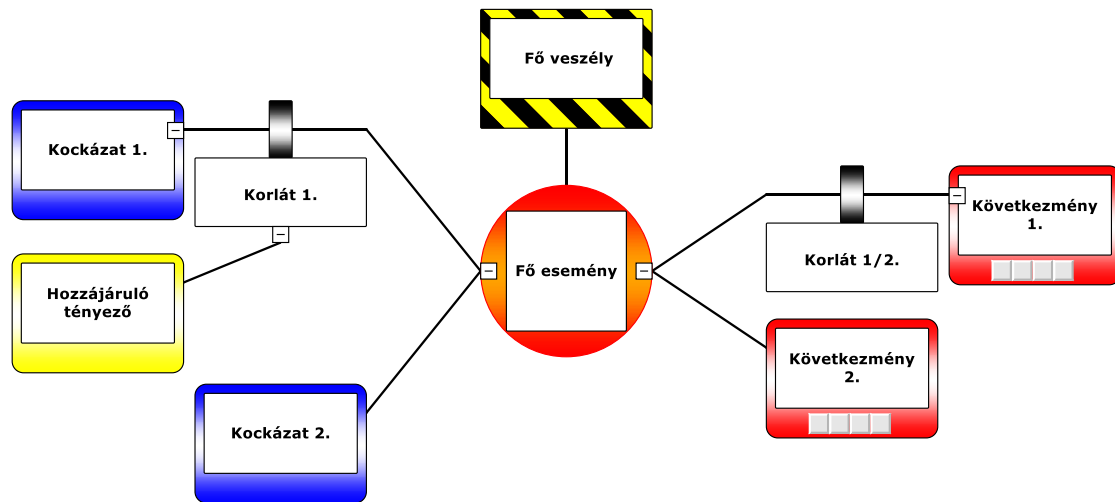 Fő veszély
Kockázat 1.
Korlát 1.
Hozzájáruló
tényező
Kockázat 2.
Fő esemény
Korlát 1/2.
Következmény
1.
Következmény
2.